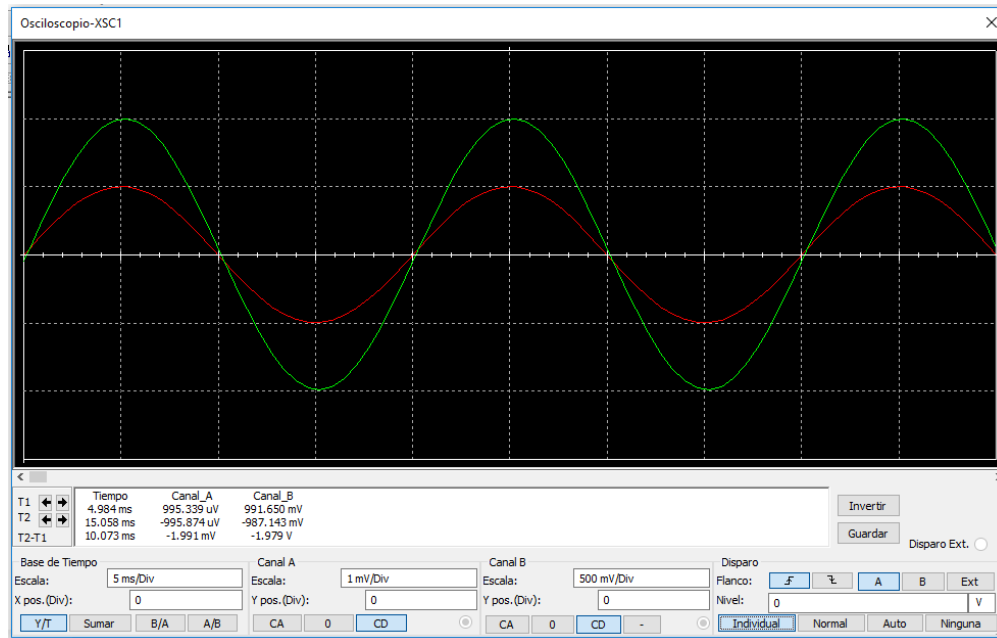 Osciloscopio-XSC1
Tiempo Canal_A Canal_B
T1 4.984 ms 995.339 uV 991.650 mV
T2 15.058 ms -995.874 uV -987.143 mV
T2-T1 10.073 ms -1.991 mV -1.979 V
Invertir
Guardar
Disparo Ext.
Base de Tiempo Canal A Canal B Disparo
Escala: 5 ms/Div Escala: 1 mV/Div Escala: 500 mV/Div Flanco: A B Ext
X pos.(Div): 0 Y pos.(Div): 0 Y pos.(Div): 0 Nivel: 0 V
Y/T Sumar B/A A/B CA 0 CD CA 0 CD - Individual Normal Auto Ninguna